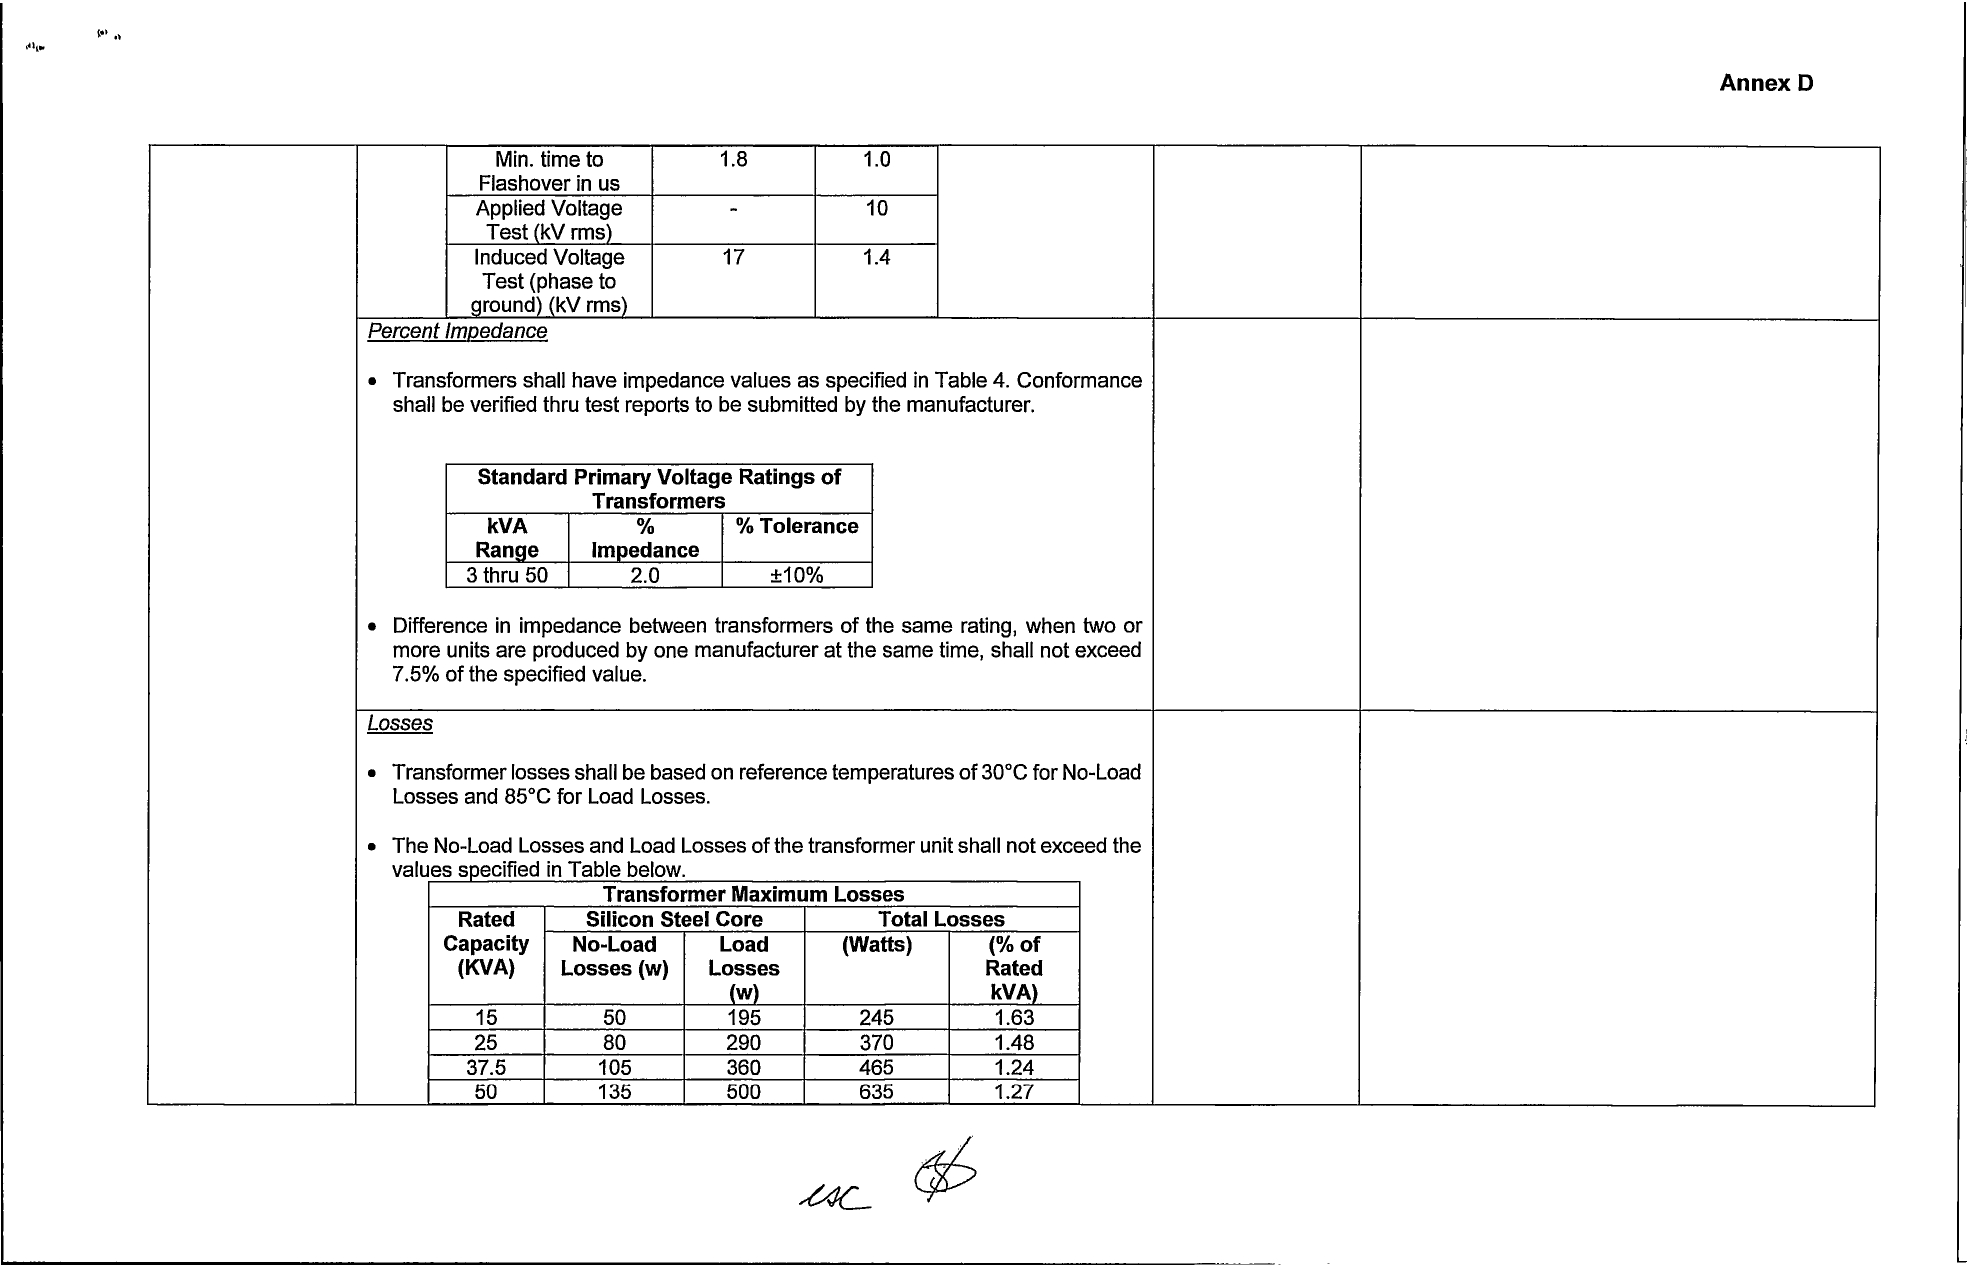 Annex D
Min. time to
Flashover in us
1.8
1.0
Applied Voltage
Test (kV rms)
-
10
Induced Voltage
Test (phase to
ground) (kV rms)
17
1.4
Percent Impedance
• Transformers shall have impedance values as specified in Table 4. Conformance
shall be verified thru test reports to be submitted by the manufacturer.
Standard Primary Voltage Ratings of
Transformers
kVA
Range
%
Impedance
% Tolerance
3 thru 50
2.0
±10%
• Difference in impedance between transformers of the same rating, when two or
more units are produced by one manufacturer at the same time, shall not exceed
7.5% of the specified value.
Losses
• Transformer losses shall be based on reference temperatures of 30°C for No-Load
Losses and 85°C for Load Losses.
• The No-Load Losses and Load Losses of the transformer unit shall not exceed the
values specified in Table below.
Transformer Maximum Losses
Rated
Capacity
(KVA)
Silicon Steel Core
Total Losses
No-Load
Losses (w)
Load
Losses
(w)
(Watts)
(% of
Rated
kVA)
15 50 195 245 1.63
25 80 290 370 1.48
37.5 105 360 465 1.24
50 135 500 635 1.27